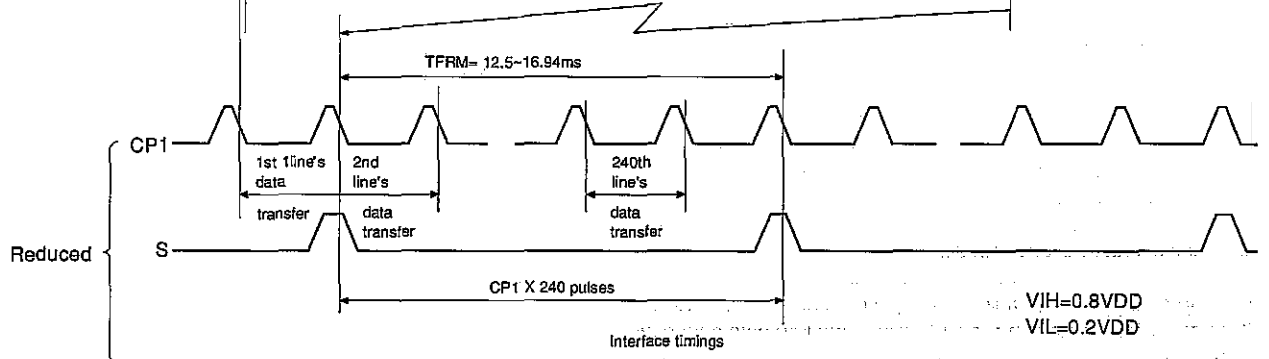 TFRM= 12.5~16.94ms
CP1
1st 1line's
data
transfer
2nd
line's
data
transfer
240th
line's
data
transfer
Reduced
S
CP1 X 240 pulses
VIH=0.8VDD
VIL=0.2VDD
Interface timings